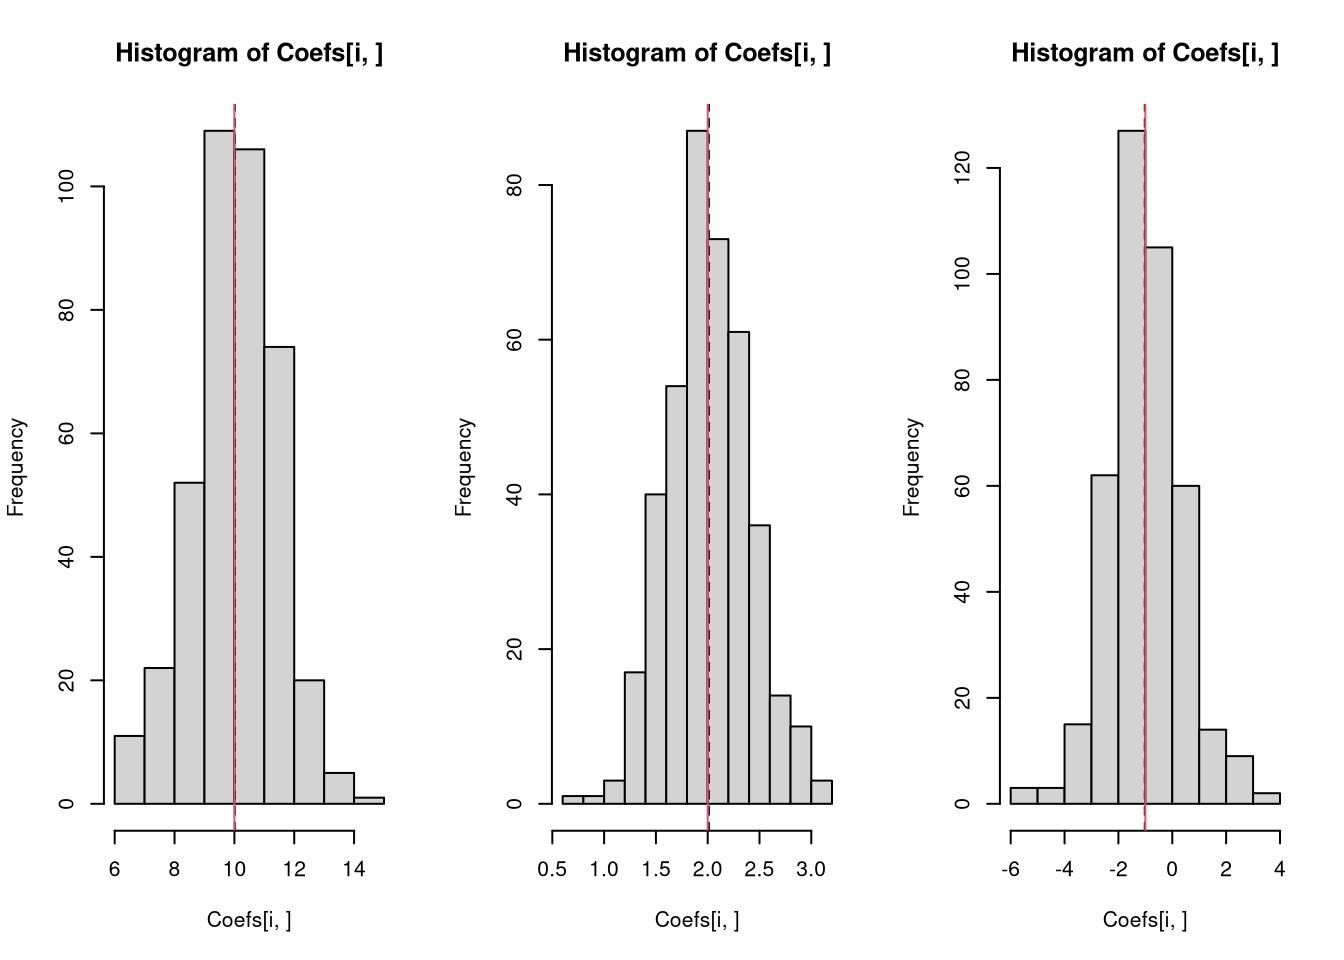 Histogram of Coefs[i, ]
Frequency
100
80
60
40
20
0
6 8 10 12 14
Coefs[i, ]
Histogram of Coefs[i, ]
Frequency
80
60
40
20
0
0.5 1.0 1.5 2.0 2.5 3.0
Coefs[i, ]
Histogram of Coefs[i, ]
Frequency
120
100
80
60
40
20
0
-6 -4 -2 0 2 4
Coefs[i, ]